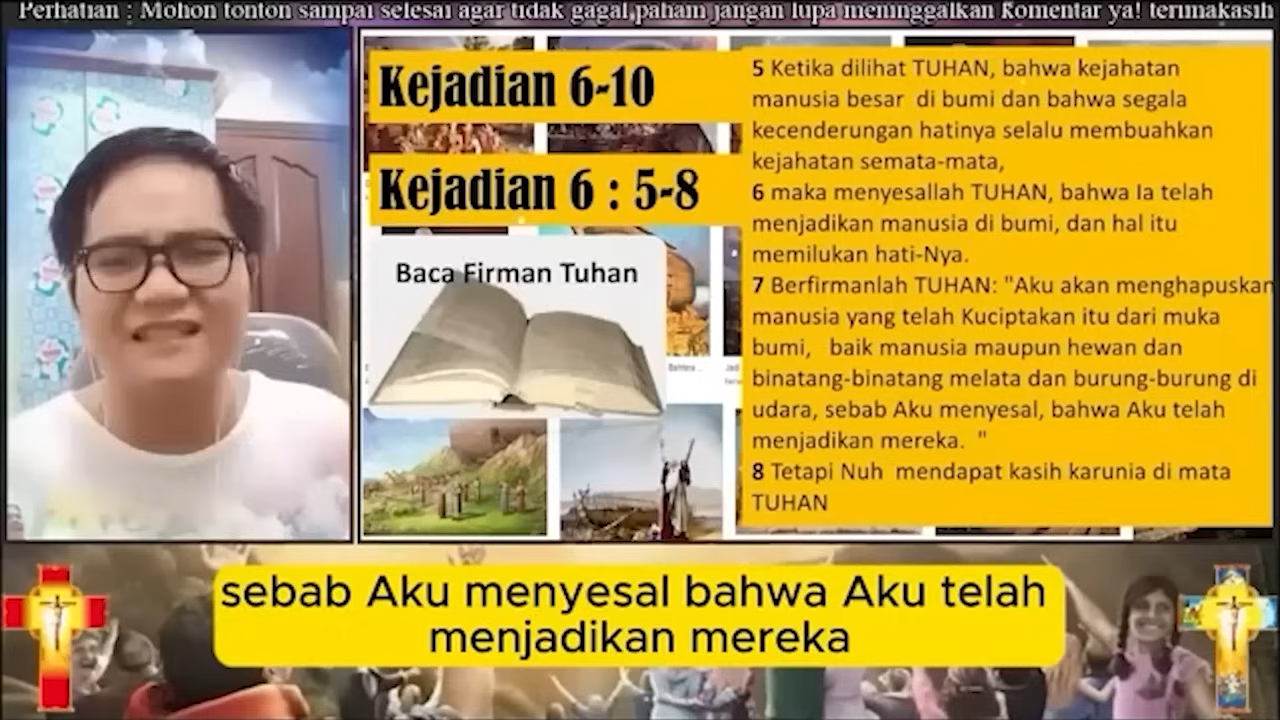 Perhatian : Mohon tonton sampai selesai agar tidak gagal paham jangan lupa meninggalkan Komentar ya! terimakasih
Kejadian 6-10
Kejadian 6 : 5-8
Baca Firman Tuhan
5 Ketika dilihat TUHAN, bahwa kejahatan
manusia besar di bumi dan bahwa segala
kecenderungan hatinya selalu membuahkan
kejahatan semata-mata,
6 maka menyesallah TUHAN, bahwa Ia telah
menjadikan manusia di bumi, dan hal itu
memilukan hati-Nya.
7 Berfirmanlah TUHAN: "Aku akan menghapuskan
manusia yang telah Kuciptakan itu dari muka
bumi, baik manusia maupun hewan dan
binatang-binatang melata dan burung-burung di
udara, sebab Aku menyesal, bahwa Aku telah
menjadikan mereka. "
8 Tetapi Nuh mendapat kasih karunia di mata
TUHAN
sebab Aku menyesal bahwa Aku telah
menjadikan mereka